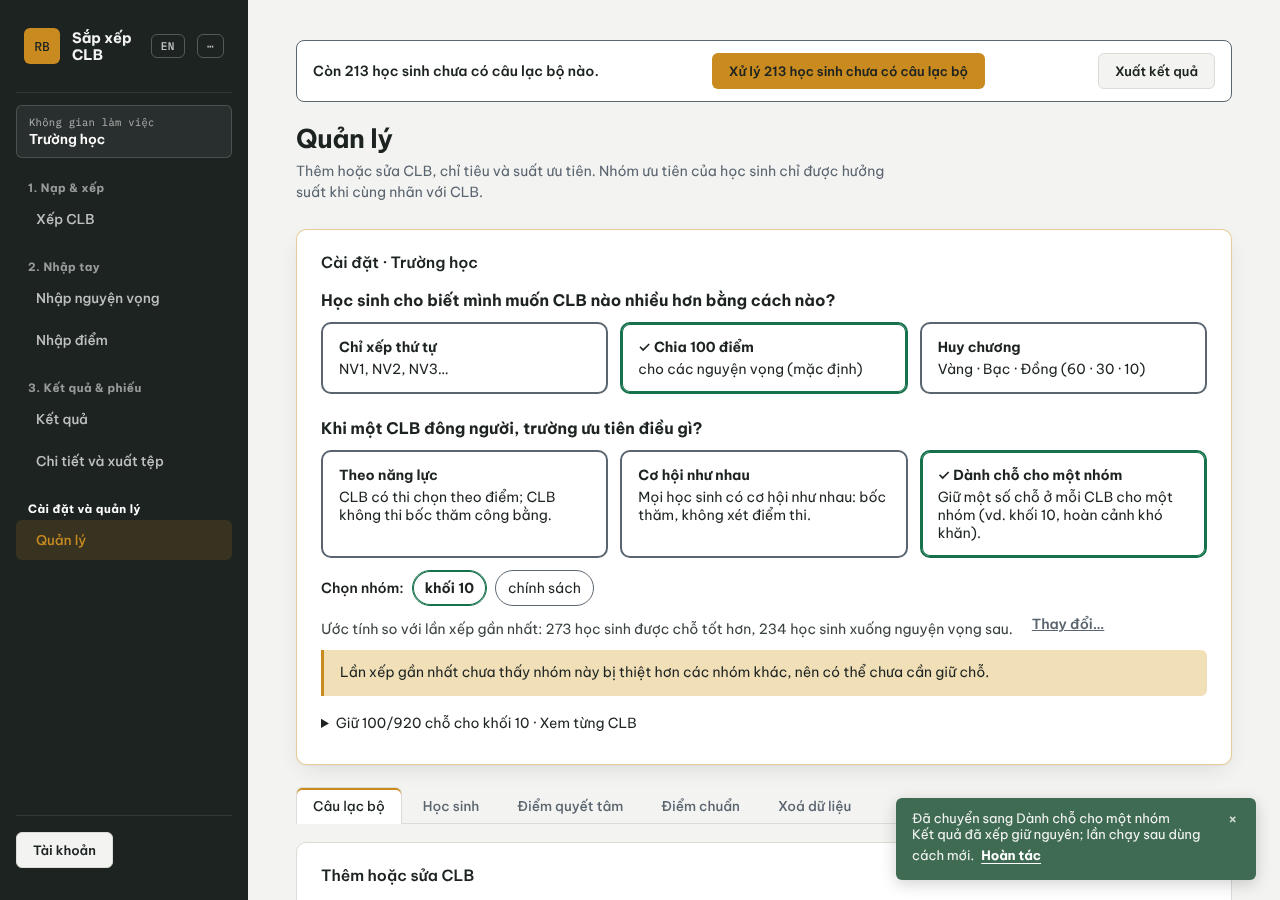 RB
Sắp xếp
CLB
EN
…
Không gian làm việc
Trường học
1. Nạp & xếp
Xếp CLB
2. Nhập tay
Nhập nguyện vọng
Nhập điểm
3. Kết quả & phiếu
Kết quả
Chi tiết và xuất tệp
Cài đặt và quản lý
Quản lý
Tài khoản
Còn 213 học sinh chưa có câu lạc bộ nào.
Xử lý 213 học sinh chưa có câu lạc bộ
Xuất kết quả
Quản lý
Thêm hoặc sửa CLB, chỉ tiêu và suất ưu tiên. Nhóm ưu tiên của học sinh chỉ được hưởng
suất khi cùng nhãn với CLB.
Cài đặt · Trường học
Học sinh cho biết mình muốn CLB nào nhiều hơn bằng cách nào?
Chỉ xếp thứ tự
NV1, NV2, NV3…
✓ Chia 100 điểm
cho các nguyện vọng (mặc định)
Huy chương
Vàng · Bạc · Đồng (60 · 30 · 10)
Khi một CLB đông người, trường ưu tiên điều gì?
Theo năng lực
CLB có thi chọn theo điểm; CLB
không thi bốc thăm công bằng.
Cơ hội như nhau
Mọi học sinh có cơ hội như nhau: bốc
thăm, không xét điểm thi.
✓ Dành chỗ cho một nhóm
Giữ một số chỗ ở mỗi CLB cho một
nhóm (vd. khối 10, hoàn cảnh khó
khăn).
Chọn nhóm:
khối 10
chính sách
Ước tính so với lần xếp gần nhất: 273 học sinh được chỗ tốt hơn, 234 học sinh xuống nguyện vọng sau.
Thay đổi…
Lần xếp gần nhất chưa thấy nhóm này bị thiệt hơn các nhóm khác, nên có thể chưa cần giữ chỗ.
▶ Giữ 100/920 chỗ cho khối 10 · Xem từng CLB
Câu lạc bộ
Học sinh
Điểm quyết tâm
Điểm chuẩn
Xoá dữ liệu
Thêm hoặc sửa CLB
Đã chuyển sang Dành chỗ cho một nhóm
×
Kết quả đã xếp giữ nguyên; lần chạy sau dùng
cách mới. Hoàn tác